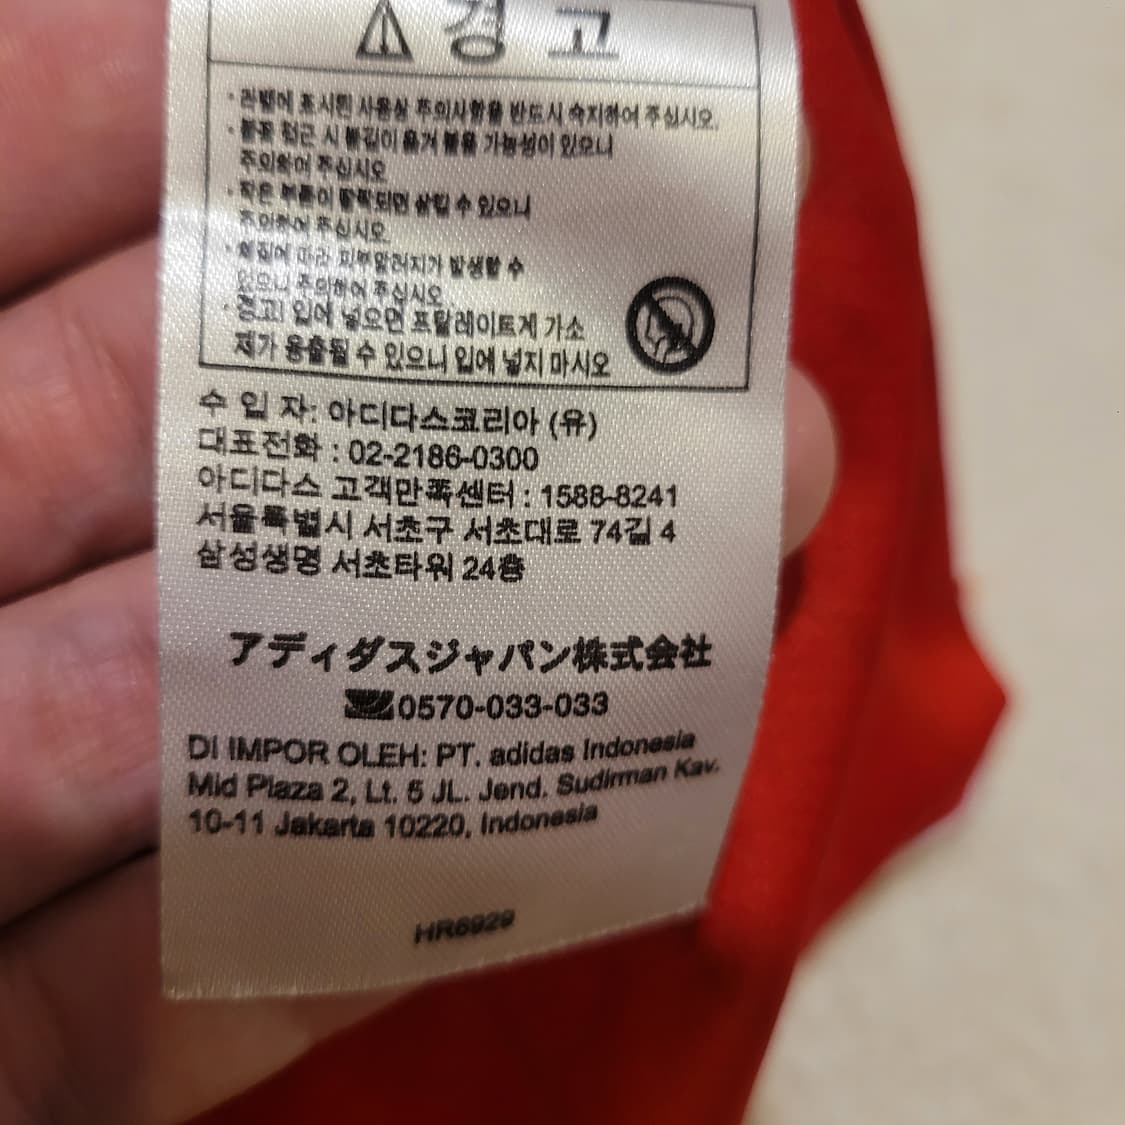 경 고
· 라벨에 표시된 사용상 주의사항을 반드시 숙지하여 주십시오.
· 불꽃 접근 시 불길이 옮겨 붙을 가능성이 있으니
주의하여 주십시오
· 작은 부품이 탈락되면 삼킬 수 있으니
주의하여 주십시오
· 체질에 따라 피부알러지가 발생할 수
있으니 주의하여 주십시오
· 경고! 입에 넣으면 프탈레이트계 가소
제가 용출될 수 있으니 입에 넣지 마시오
수 입 자: 아디다스코리아 (유)
대표전화 : 02-2186-0300
아디다스 고객만족센터 : 1588-8241
서울특별시 서초구 서초대로 74길 4
삼성생명 서초타워 24층
アディダスジャパン株式会社
0570-033-033
DI IMPOR OLEH: PT. adidas Indonesia
Mid Plaza 2, Lt. 5 JL. Jend. Sudirman Kav.
10-11 Jakarta 10220, Indonesia
HR6929